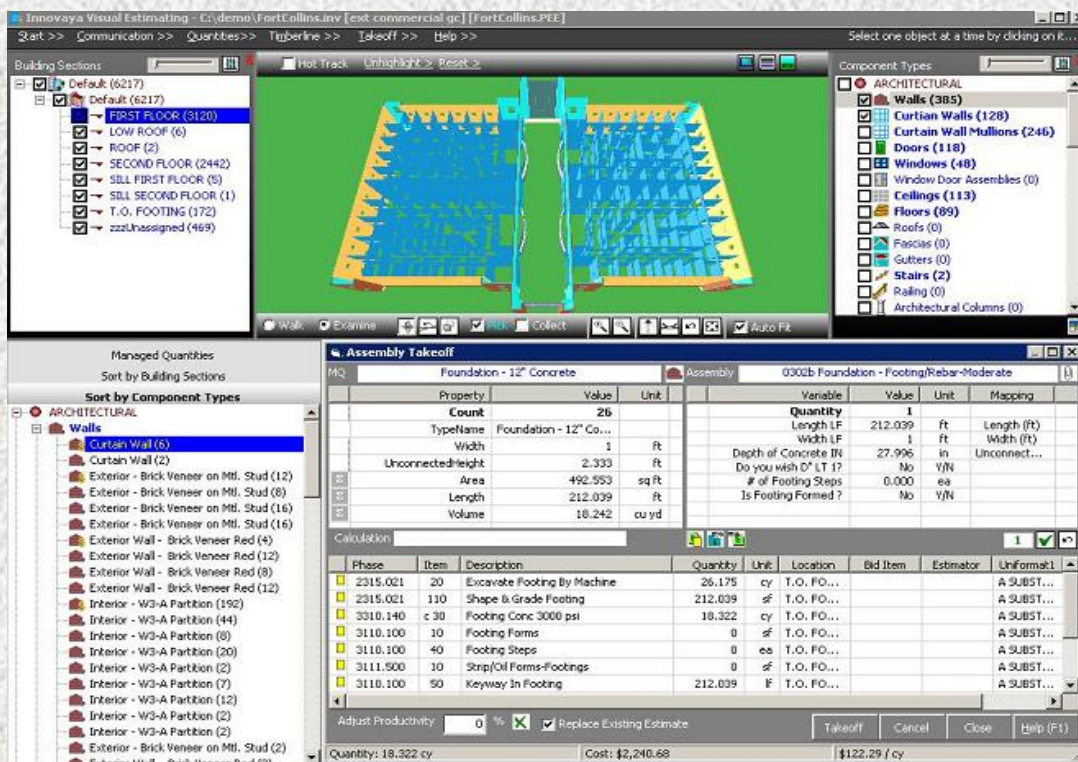 Innovaya Visual Estimating - C:\demo\FortCollins.inv [ext commercial gc] [FortCollins.PEE]
Start >> Communication >> Quantities>> Timberline >> Takeoff >> Help >> Select one object at a time by clicking on it...
Building Sections
Default (6217)
Default (6217)
FIRST FLOOR (3120)
LOW ROOF (6)
ROOF (2)
SECOND FLOOR (2442)
SILL FIRST FLOOR (5)
SILL SECOND FLOOR (1)
T.O. FOOTING (172)
zzzUnassigned (469)
Hot Track Unhighlight > Reset >
Walk Examine Pick Collect Auto Fit
Component Types
ARCHITECTURAL
Walls (385)
Curtian Walls (128)
Curtain Wall Mullions (246)
Doors (118)
Windows (48)
Window Door Assemblies (0)
Ceilings (113)
Floors (89)
Roofs (0)
Fascias (0)
Gutters (0)
Stairs (2)
Railing (0)
Architectural Columns (0)
Managed Quantities
Sort by Building Sections
Sort by Component Types
ARCHITECTURAL
Walls
Curtain Wall (6)
Curtain Wall (2)
Exterior - Brick Veneer on Mtl. Stud (12)
Exterior - Brick Veneer on Mtl. Stud (8)
Exterior - Brick Veneer on Mtl. Stud (16)
Exterior - Brick Veneer on Mtl. Stud (16)
Exterior Wall - Brick Veneer Red (4)
Exterior Wall - Brick Veneer Red (12)
Exterior Wall - Brick Veneer Red (8)
Exterior Wall - Brick Veneer Red (12)
Interior - W3-A Partition (192)
Interior - W3-A Partition (44)
Interior - W3-A Partition (8)
Interior - W3-A Partition (20)
Interior - W3-A Partition (2)
Interior - W3-A Partition (7)
Interior - W3-A Partition (12)
Interior - W3-A Partition (2)
Interior - W3-A Partition (2)
Exterior - Brick Veneer on Mtl. Stud (2)
Assembly Takeoff
MQ Foundation - 12" Concrete Assembly 0302b Foundation - Footing/Rebar-Moderate
Property Value Unit
Count 26
TypeName Foundation - 12" Co...
Width 1 ft
UnconnectedHeight 2.333 ft
Area 492.553 sq ft
Length 212.039 ft
Volume 18.242 cu yd
Variable Value Unit Mapping
Quantity 1
Length LF 212.039 ft Length (ft)
Width LF 1 ft Width (ft)
Depth of Concrete IN 27.996 in Unconnect...
Do you wish D" LT 1? No Y/N
# of Footing Steps 0.000 ea
Is Footing Formed ? No Y/N
Calculation 1
Phase Item Description Quantity Unit Location Bid Item Estimator Uniformat1
2315.021 20 Excavate Footing By Machine 26.175 cy T.O. FO... A SUBST...
2315.021 110 Shape & Grade Footing 212.039 sf T.O. FO... A SUBST...
3310.140 c 30 Footing Conc 3000 psi 18.322 cy T.O. FO... A SUBST...
3110.100 10 Footing Forms 0 sf T.O. FO... A SUBST...
3110.100 40 Footing Steps 0 ea T.O. FO... A SUBST...
3111.500 10 Strip/Oil Forms-Footings 0 sf T.O. FO... A SUBST...
3110.100 50 Keyway In Footing 212.039 lf T.O. FO... A SUBST...
Adjust Productivity 0 % Replace Existing Estimate Takeoff Cancel Close Help (F1)
Quantity: 18.322 cy Cost: $2,240.68 $122.29 / cy